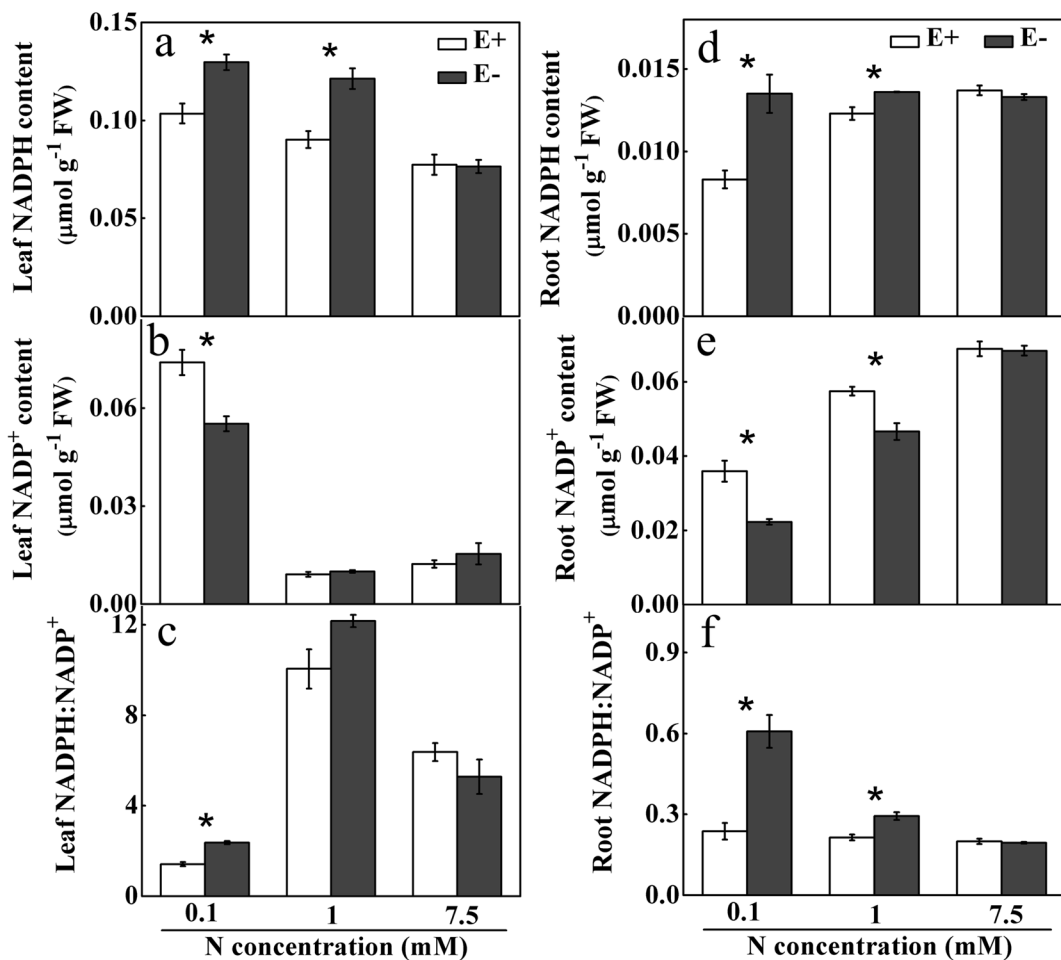 a
*
*
E+
E-
Leaf NADPH content
(μmol g⁻¹ FW)
0.15
0.10
0.05
0.00
b
*
Leaf NADP⁺ content
(μmol g⁻¹ FW)
0.06
0.03
0.00
c
*
Leaf NADPH:NADP⁺
12
8
4
0
0.1
1
7.5
N concentration (mM)
d
*
*
E+
E-
Root NADPH content
(μmol g⁻¹ FW)
0.015
0.010
0.005
0.000
e
*
*
Root NADP⁺ content
(μmol g⁻¹ FW)
0.06
0.04
0.02
0.00
f
*
*
Root NADPH:NADP⁺
0.9
0.6
0.3
0.0
0.1
1
7.5
N concentration (mM)